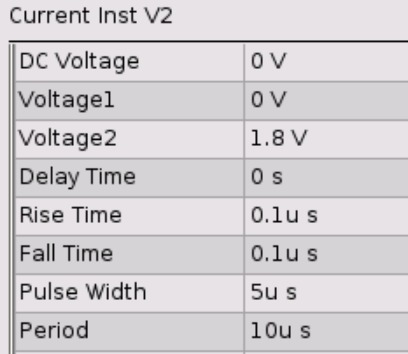 Current Inst V2
DC Voltage 0 V
Voltage1 0 V
Voltage2 1.8 V
Delay Time 0 s
Rise Time 0.1u s
Fall Time 0.1u s
Pulse Width 5u s
Period 10u s